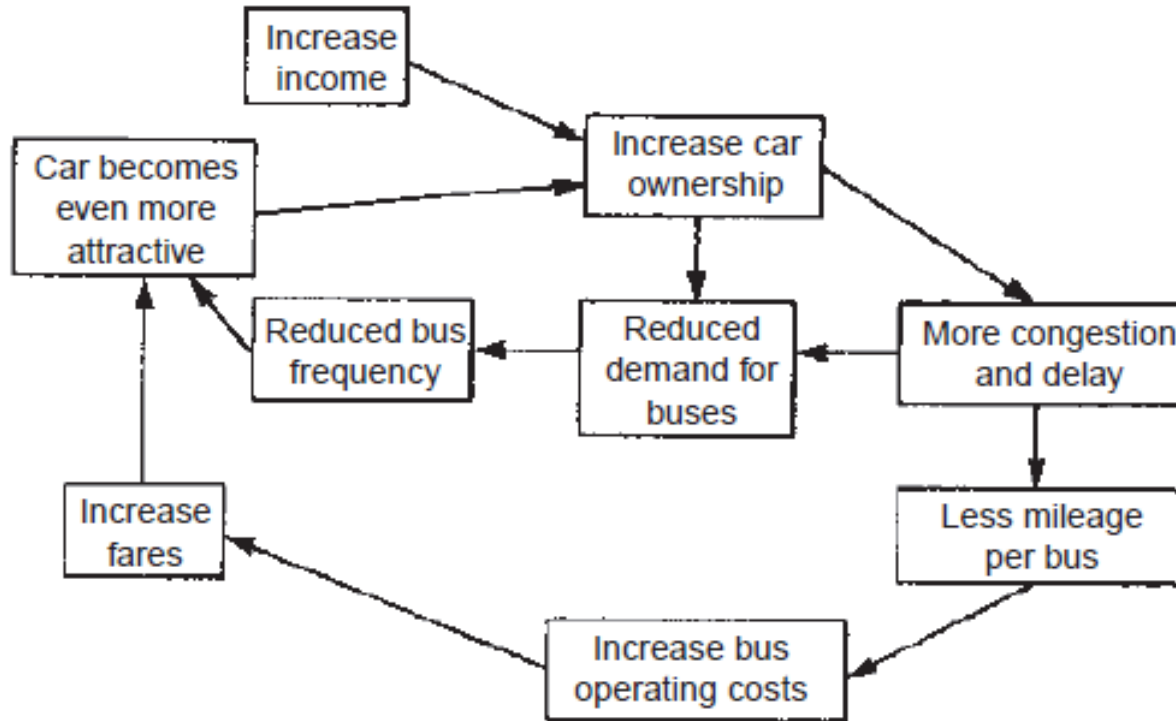 Increase
income
Increase car
ownership
Car becomes
even more
attractive
Reduced bus
frequency
Reduced
demand for
buses
More congestion
and delay
Increase
fares
Less mileage
per bus
Increase bus
operating costs